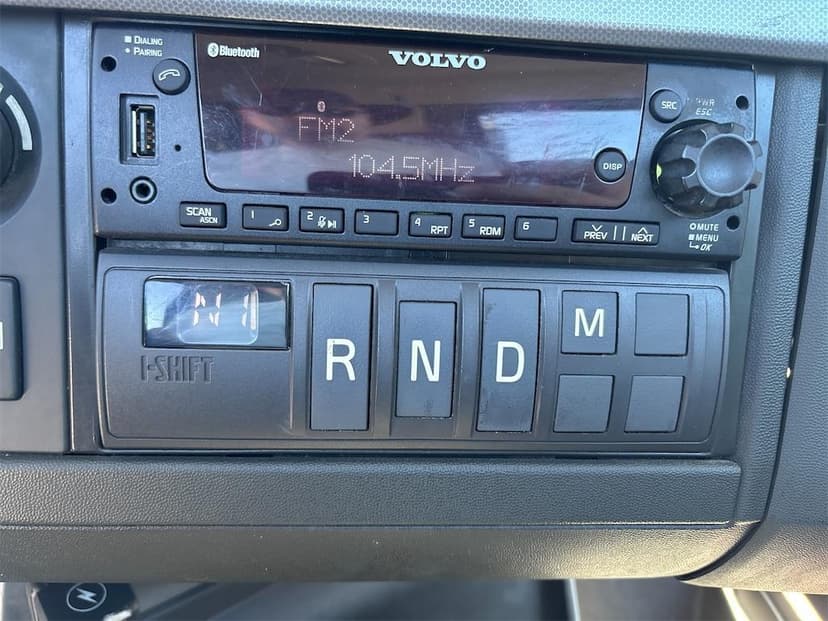 DIALING
PAIRING
Bluetooth
VOLVO
SRC
PWR
ESC
FM2
104.5MHz
DISP
SCAN
ASCN
1
2
3
4 RPT
5 RDM
6
PREV
NEXT
MUTE
MENU
OK
N1
I-SHIFT
R
N
D
M